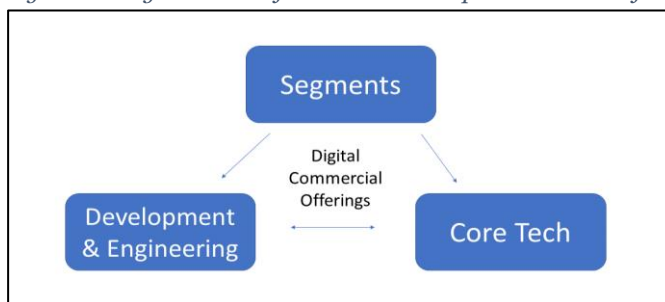 Segments
Digital
Commercial
Offerings
Development
& Engineering
Core Tech